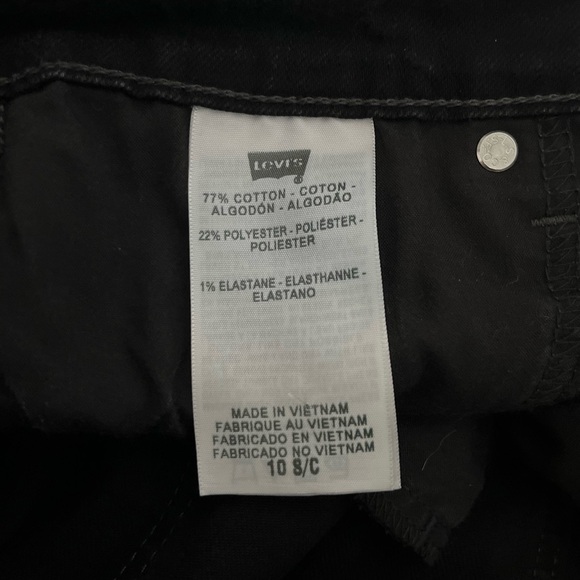 LEVI'S
77% COTTON - COTON -
ALGODÓN - ALGODÃO
22% POLYESTER - POLIÉSTER -
POLIESTER
1% ELASTANE - ELASTHANNE -
ELASTANO
MADE IN VIETNAM
FABRIQUE AU VIETNAM
FABRICADO EN VIETNAM
FABRICADO NO VIETNAM
10 S/C